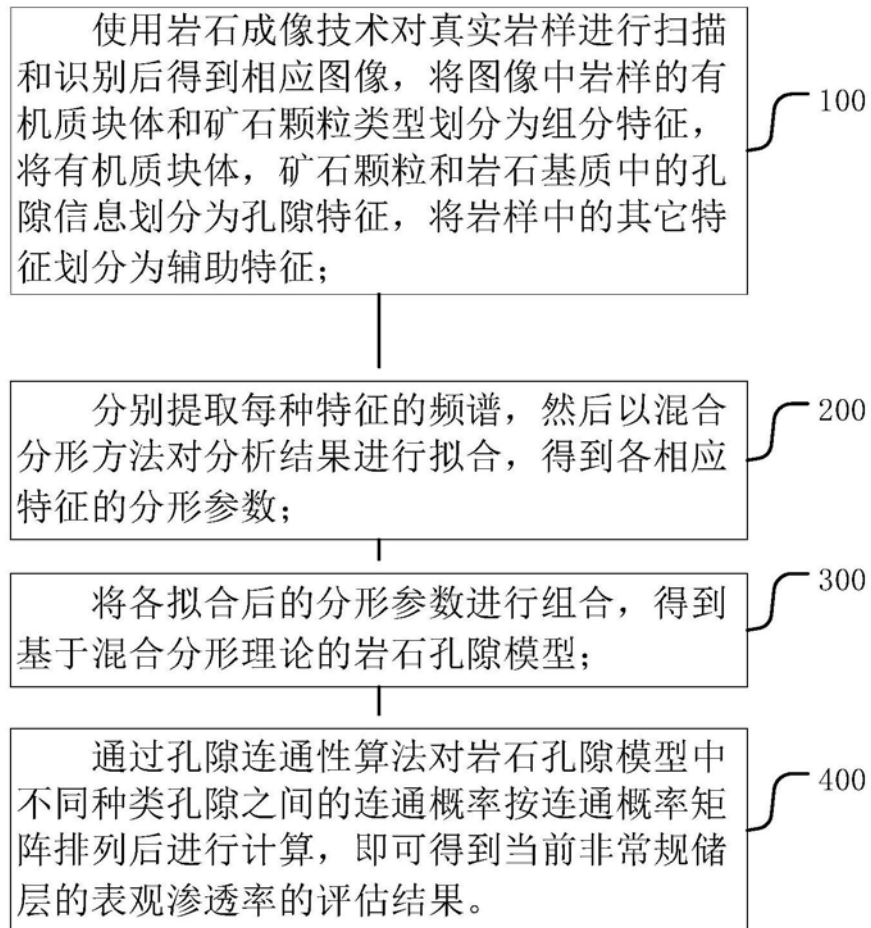 使用岩石成像技术对真实岩样进行扫描
和识别后得到相应图像，将图像中岩样的有
机质块体和矿石颗粒类型划分为组分特征，
将有机质块体，矿石颗粒和岩石基质中的孔
隙信息划分为孔隙特征，将岩样中的其它特
征划分为辅助特征；
100
分别提取每种特征的频谱，然后以混合
分形方法对分析结果进行拟合，得到各相应
特征的分形参数；
200
将各拟合后的分形参数进行组合，得到
基于混合分形理论的岩石孔隙模型；
300
通过孔隙连通性算法对岩石孔隙模型中
不同种类孔隙之间的连通概率按连通概率矩
阵排列后进行计算，即可得到当前非常规储
层的表观渗透率的评估结果。
400